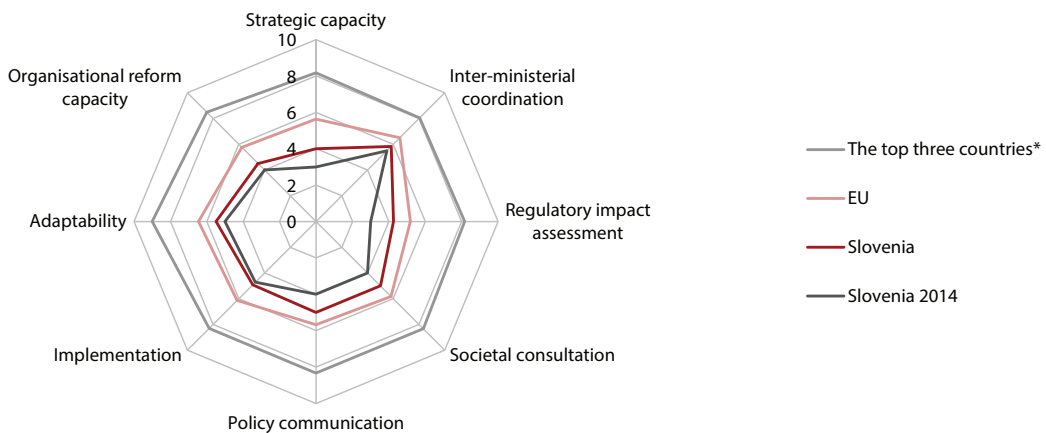 Strategic capacity
10
8
6
4
2
0
Inter-ministerial
coordination
Regulatory impact
assessment
Societal consultation
Policy communication
Implementation
Adaptability
Organisational reform
capacity
The top three countries*
EU
Slovenia
Slovenia 2014